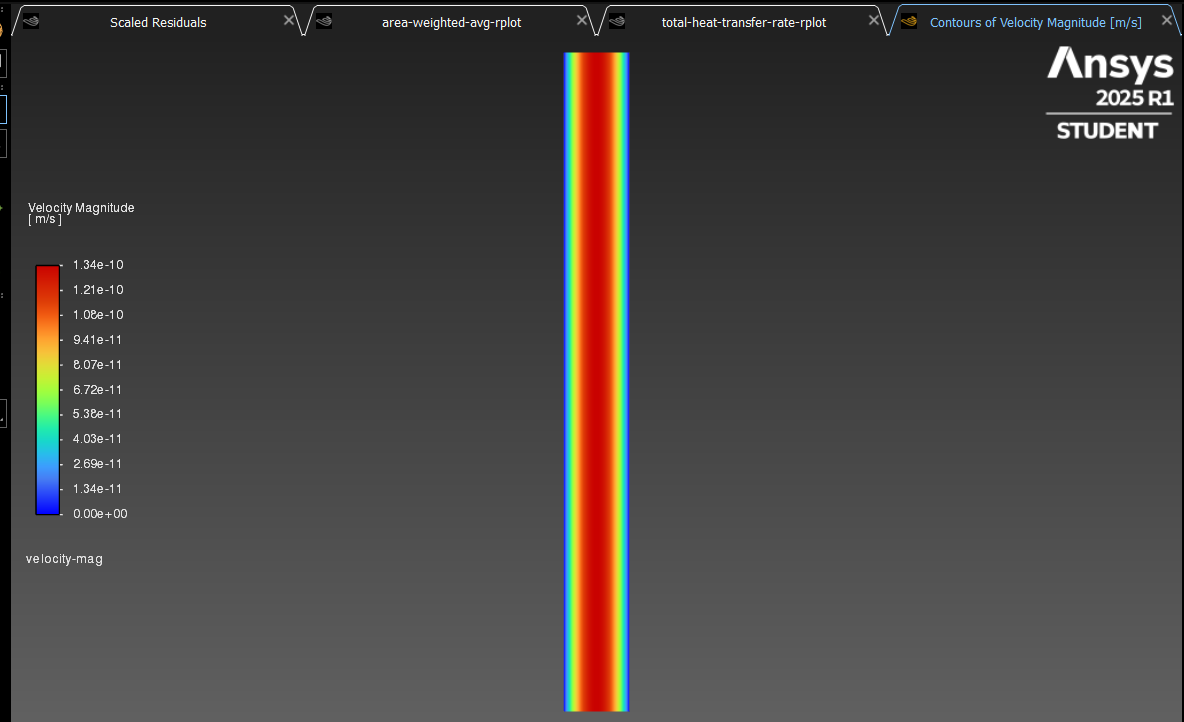 Scaled Residuals
area-weighted-avg-rplot
total-heat-transfer-rate-rplot
Contours of Velocity Magnitude [m/s]
Ansys
2025 R1
STUDENT
Velocity Magnitude
[ m/s ]
1.34e-10
1.21e-10
1.08e-10
9.41e-11
8.07e-11
6.72e-11
5.38e-11
4.03e-11
2.69e-11
1.34e-11
0.00e+00
velocity-mag